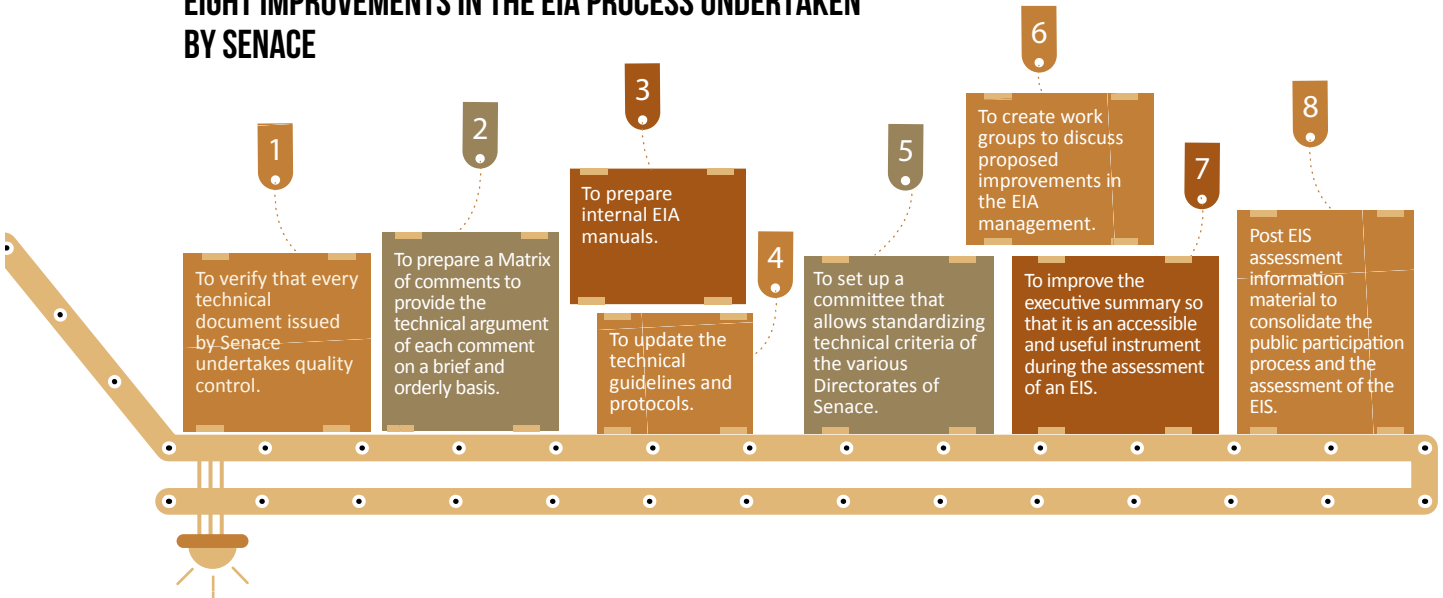 EIGHT IMPROVEMENTS IN THE EIA PROCESS UNDERTAKEN
BY SENACE
1
To verify that every
technical
document issued
by Senace
undertakes quality
control.
2
To prepare a Matrix
of comments to
provide the
technical argument
of each comment
on a brief and
orderly basis.
3
To prepare
internal EIA
manuals.
4
To update the
technical
guidelines and
protocols.
5
To set up a
committee that
allows standardizing
technical criteria of
the various
Directorates of
Senace.
6
To create work
groups to discuss
proposed
improvements in
the EIA
management.
7
To improve the
executive summary so
that it is an accessible
and useful instrument
during the assessment
of an EIS.
8
Post EIS
assessment
information
material to
consolidate the
public participation
process and the
assessment of the
EIS.